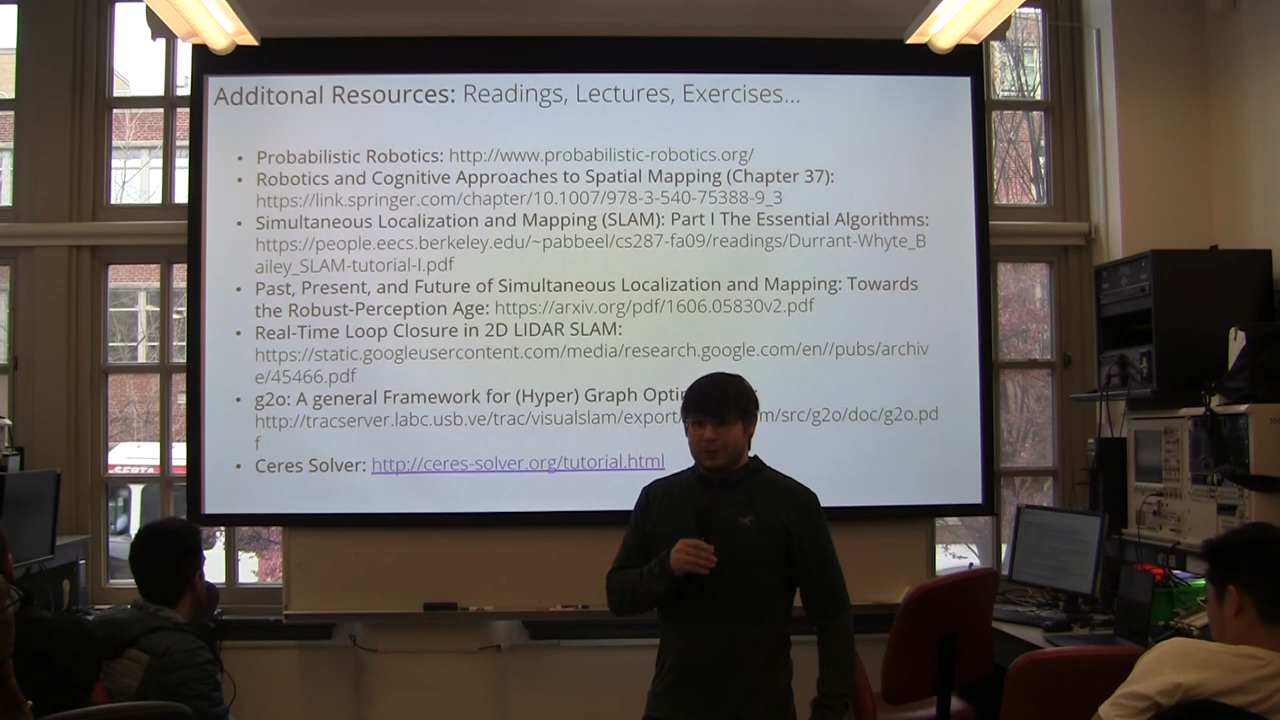 Additonal Resources: Readings, Lectures, Exercises...
• Probabilistic Robotics: http://www.probabilistic-robotics.org/
• Robotics and Cognitive Approaches to Spatial Mapping (Chapter 37):
https://link.springer.com/chapter/10.1007/978-3-540-75388-9_3
• Simultaneous Localization and Mapping (SLAM): Part I The Essential Algorithms:
https://people.eecs.berkeley.edu/~pabbeel/cs287-fa09/readings/Durrant-Whyte_B
ailey_SLAM-tutorial-I.pdf
• Past, Present, and Future of Simultaneous Localization and Mapping: Towards
the Robust-Perception Age: https://arxiv.org/pdf/1606.05830v2.pdf
• Real-Time Loop Closure in 2D LIDAR SLAM:
https://static.googleusercontent.com/media/research.google.com/en//pubs/archiv
e/45466.pdf
• g2o: A general Framework for (Hyper) Graph
http://tracserver.labc.usb.ve/trac/visualslam/export/ m/src/g2o/doc/g2o.pd
f
• Ceres Solver: http://ceres-solver.org/tutorial.html
SEPTA